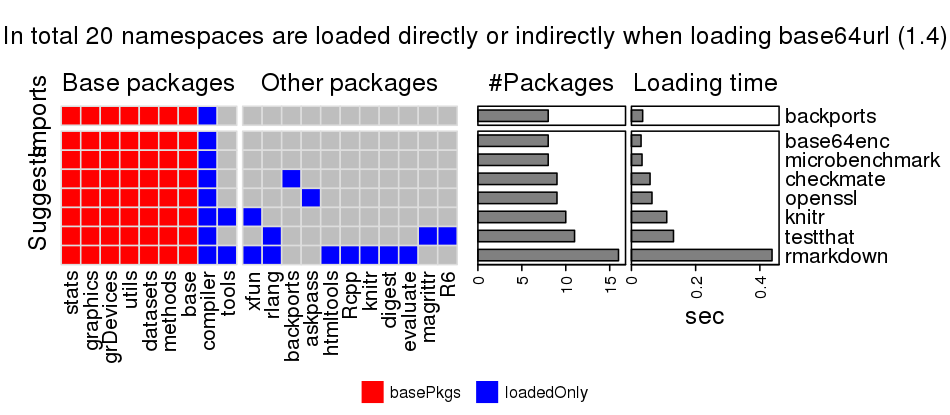 In total 20 namespaces are loaded directly or indirectly when loading base64url (1.4)
Base packages
Other packages
#Packages
Loading time
Imports
Suggests
backports
base64enc
microbenchmark
checkmate
openssl
knitr
testthat
rmarkdown
stats
graphics
grDevices
utils
datasets
methods
base
compiler
tools
xfun
rlang
backports
askpass
htmltools
Rcpp
knitr
digest
evaluate
magrittr
R6
0
5
10
15
0
0.2
0.4
sec
basePkgs
loadedOnly